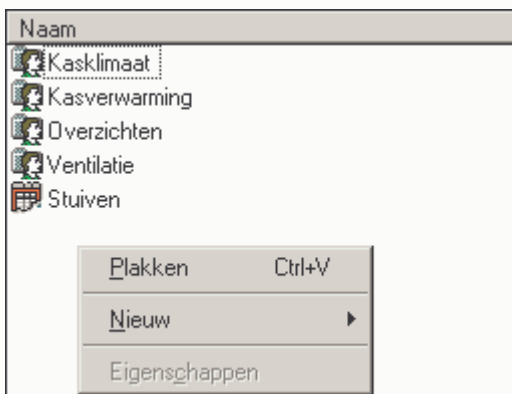 Naam
Kasklimaat
Kasverwarming
Overzichten
Ventilatie
Stuiven
Plakken Ctrl+V
Nieuw
Eigenschappen